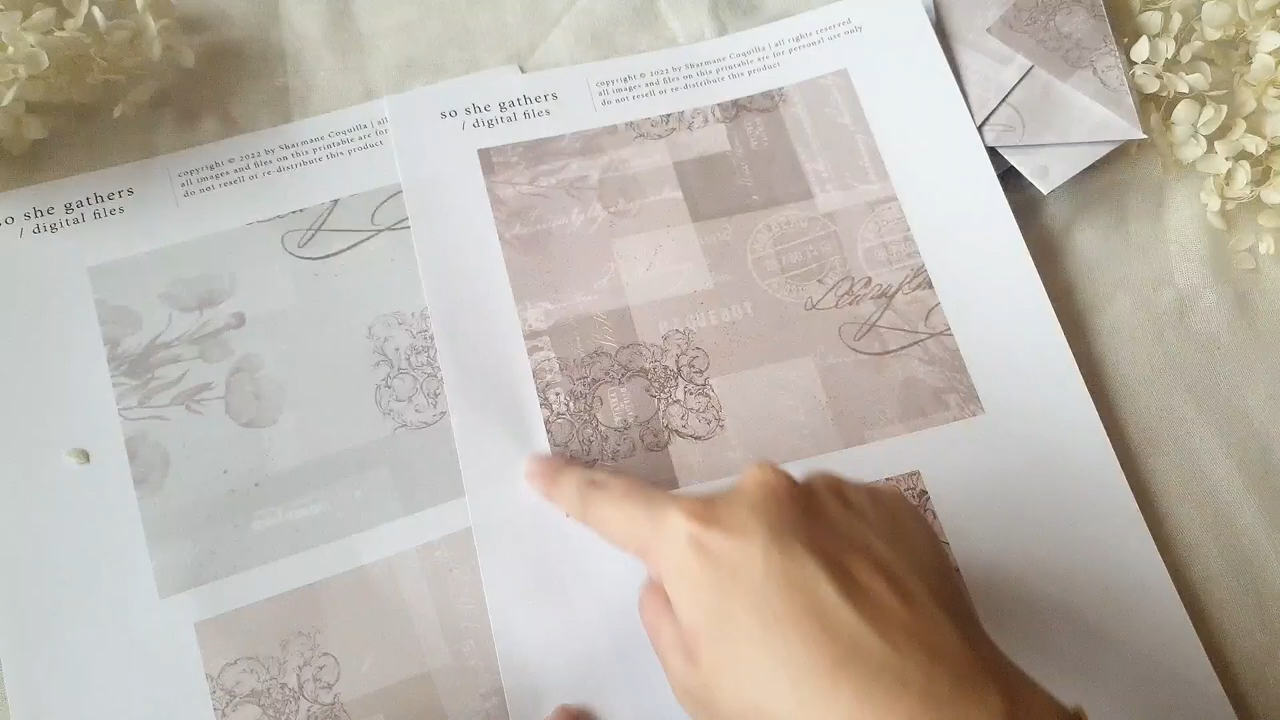 so she gathers
/ digital files
copyright © 2022 by Sharmane Coquilla | all rights reserved
all images and files on this printable are for personal use only
do not resell or re-distribute this product
so she gathers
/ digital files
copyright © 2022 by Sharmane Coquilla | all
all images and files on this printable are for
do not resell or re-distribute this product